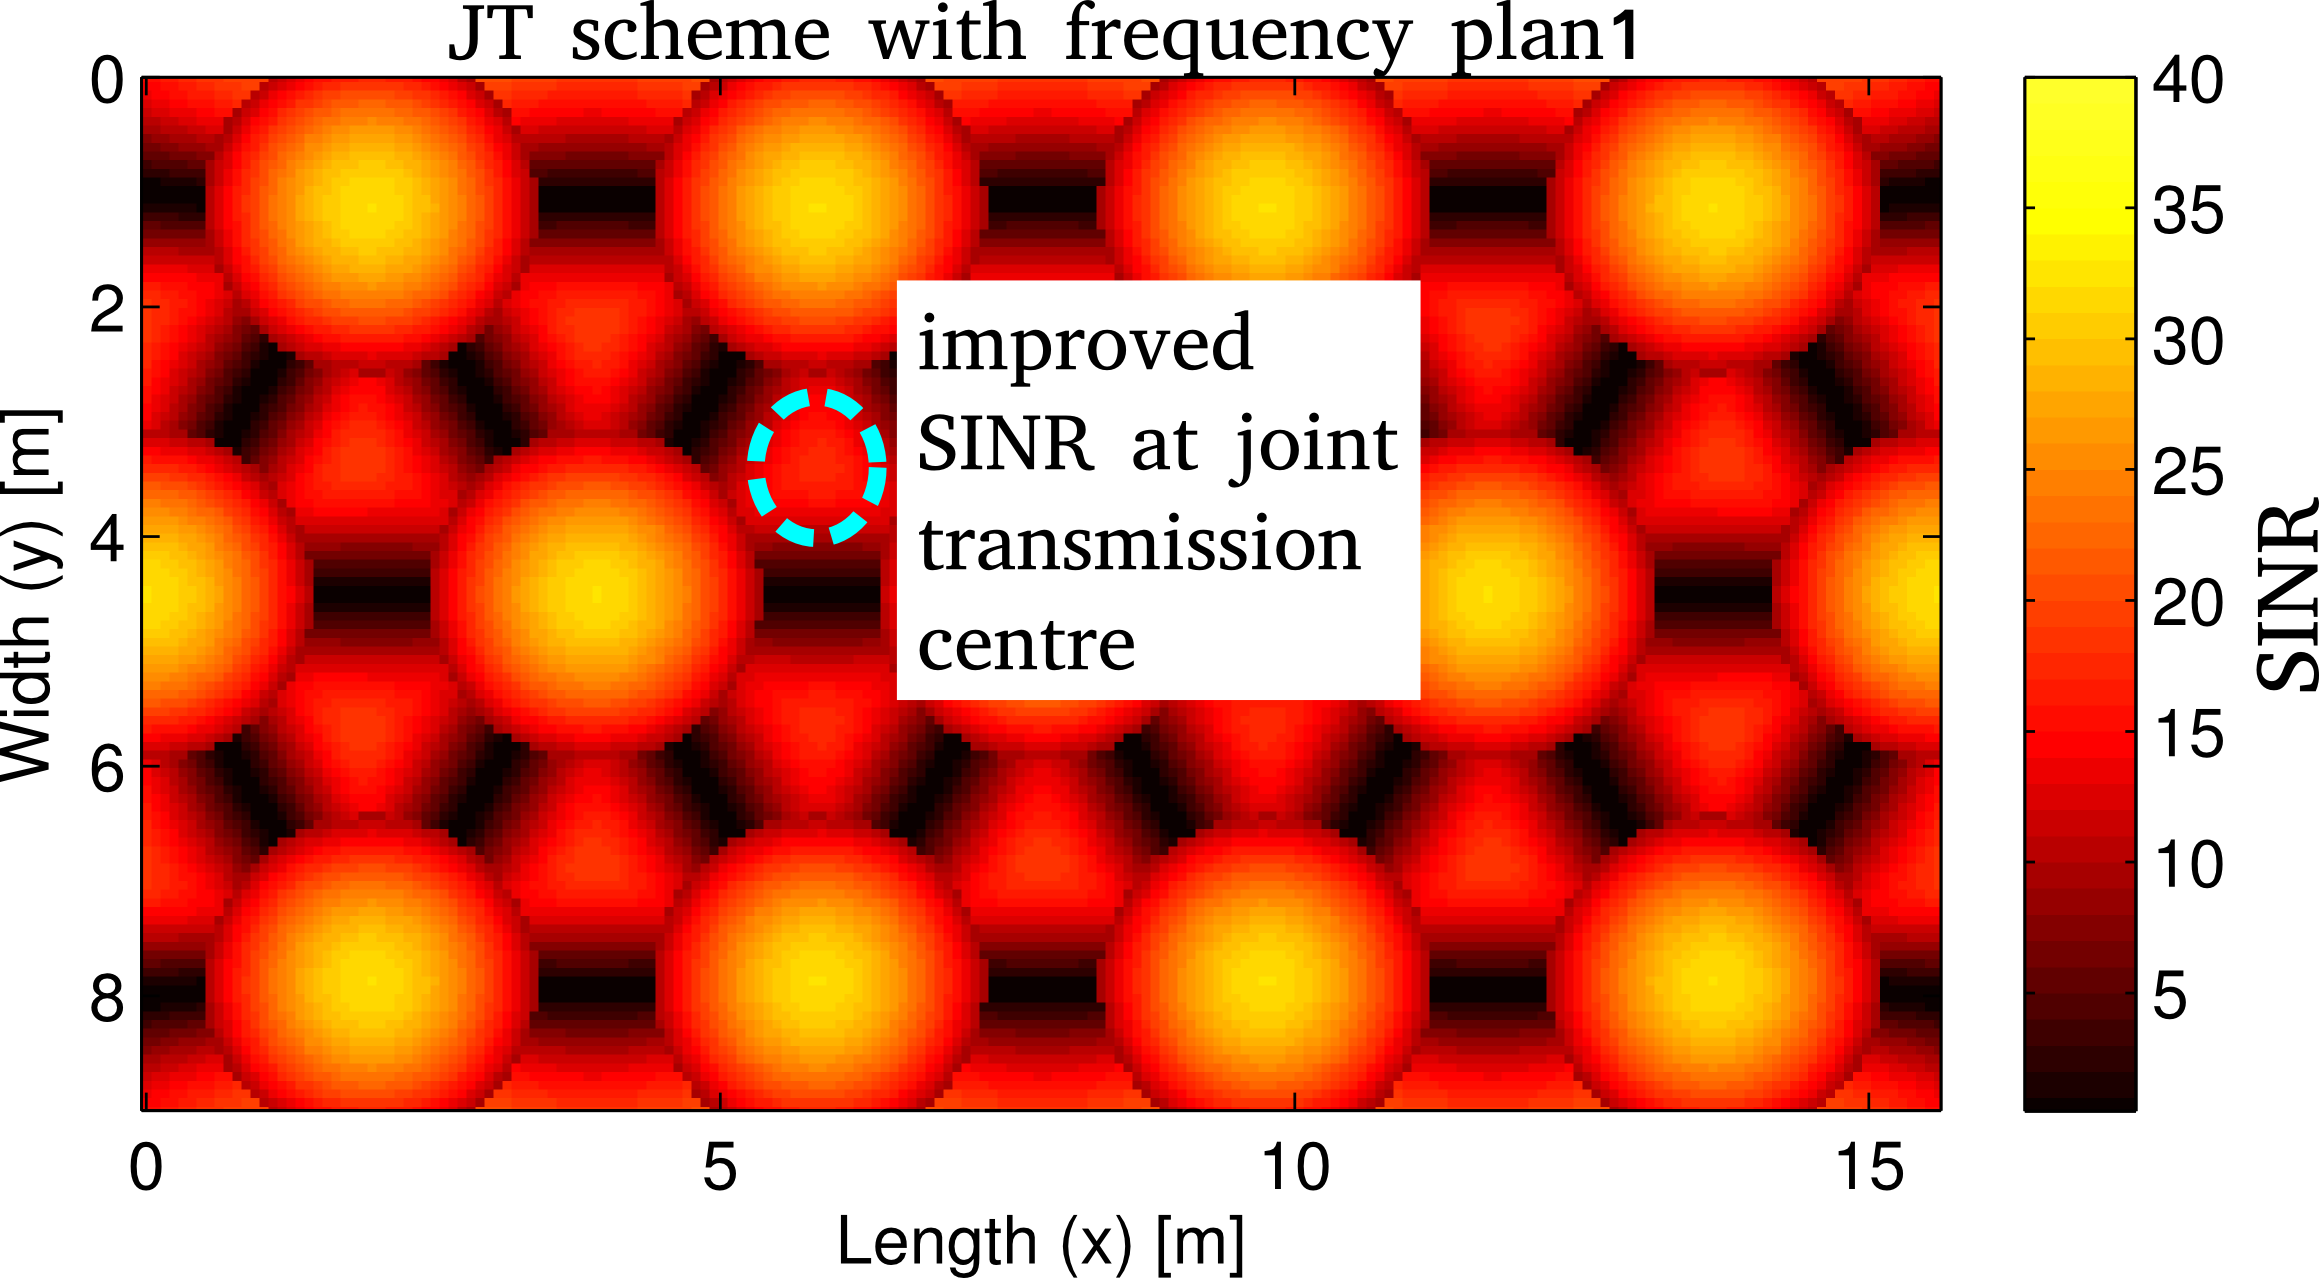 JT scheme with frequency plan1
0
2
4
6
8
Width (y) [m]
improved
SINR at joint
transmission
centre
0
5
10
15
Length (x) [m]
40
35
30
25
20
15
10
5
SINR